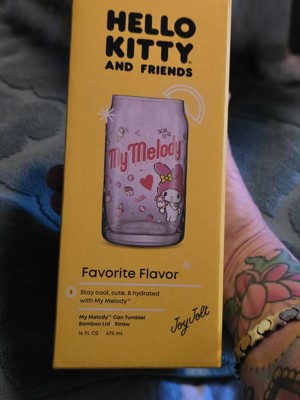 HELLO
KITTY
AND FRIENDS
My Melody
Favorite Flavor
Stay cool, cute, & hydrated
with My Melody™
My Melody™ Can Tumbler
Bamboo Lid Straw
16 FL OZ 475 mL
JoyJolt